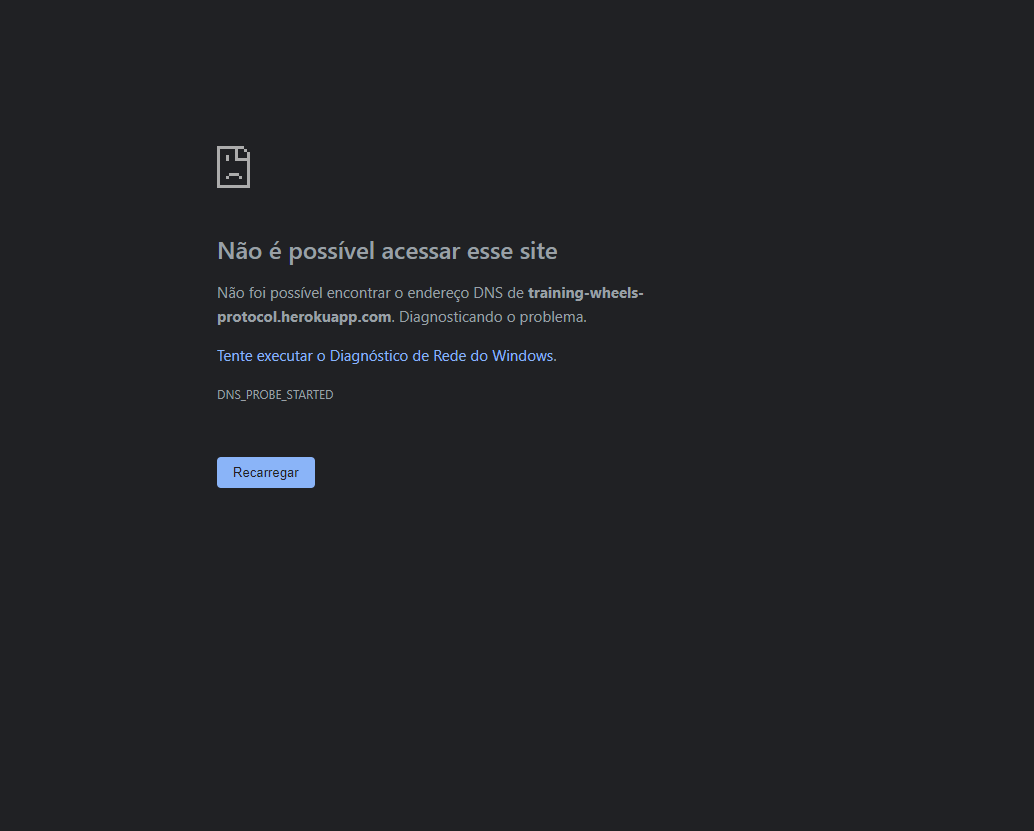 Não é possível acessar esse site
Não foi possível encontrar o endereço DNS de training-wheels-
protocol.herokuapp.com. Diagnosticando o problema.
Tente executar o Diagnóstico de Rede do Windows.
DNS_PROBE_STARTED
Recarregar